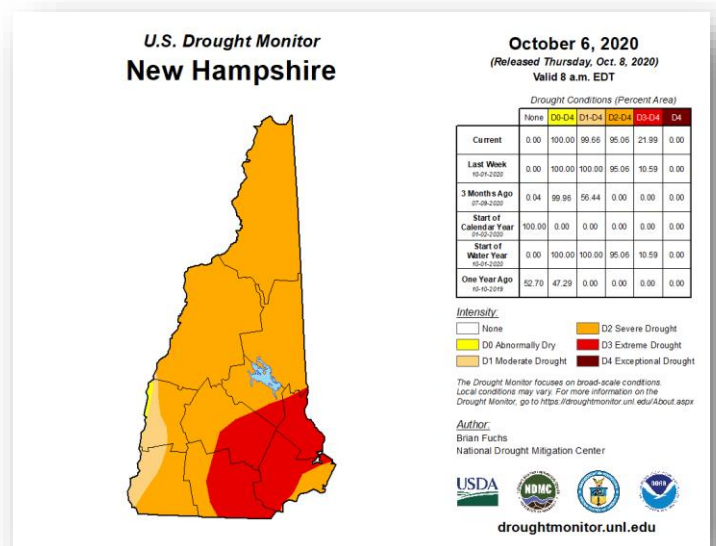 U.S. Drought Monitor
New Hampshire
October 6, 2020
(Released Thursday, Oct. 8, 2020)
Valid 8 a.m. EDT
Drought Conditions (Percent Area)
None D0-D4 D1-D4 D2-D4 D3-D4 D4
Current 0.00 100.00 99.66 95.06 21.99 0.00
Last Week
10-01-2020 0.00 100.00 100.00 95.06 10.59 0.00
3 Months Ago
07-09-2020 0.04 99.96 56.44 0.00 0.00 0.00
Start of
Calendar Year
01-02-2020 100.00 0.00 0.00 0.00 0.00 0.00
Start of
Water Year
10-01-2020 0.00 100.00 100.00 95.06 10.59 0.00
One Year Ago
10-10-2019 52.70 47.29 0.00 0.00 0.00 0.00
Intensity:
None
D0 Abnormally Dry
D1 Moderate Drought
D2 Severe Drought
D3 Extreme Drought
D4 Exceptional Drought
The Drought Monitor focuses on broad-scale conditions.
Local conditions may vary. For more information on the
Drought Monitor, go to https://droughtmonitor.unl.edu/About.aspx
Author:
Brian Fuchs
National Drought Mitigation Center
USDA
NDMC
NOAA
droughtmonitor.unl.edu